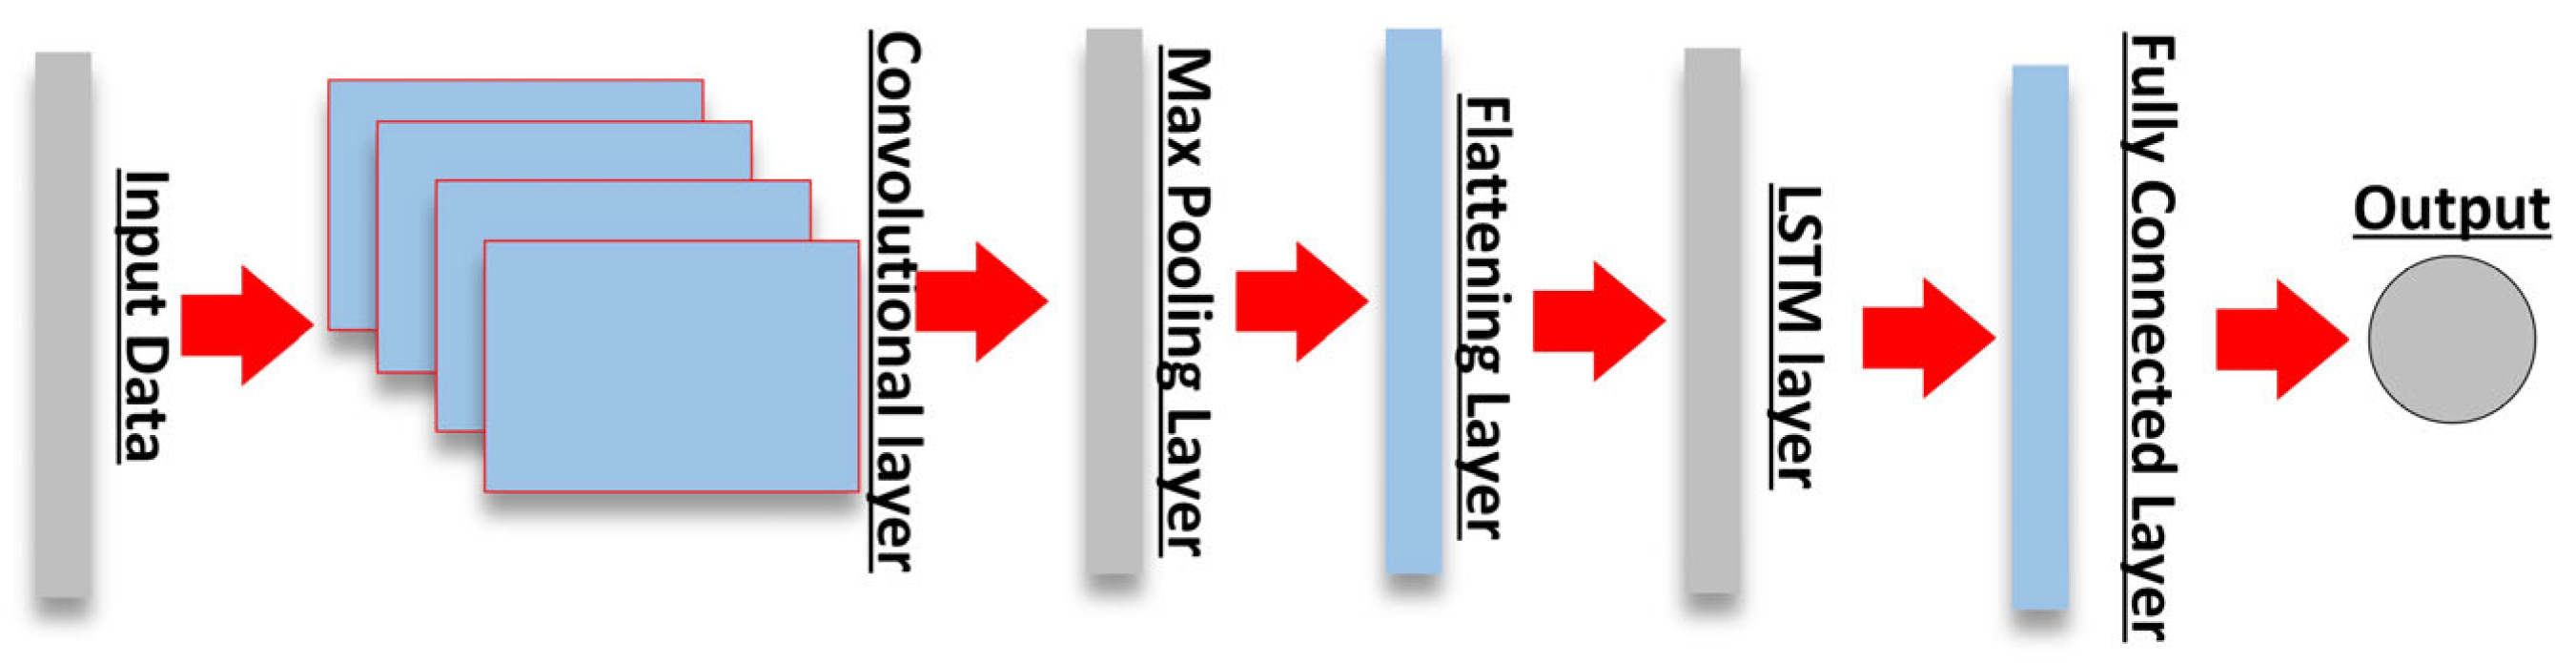 Input Data
Convolutional layer
Max Pooling Layer
Flattening Layer
LSTM layer
Fully Connected Layer
Output